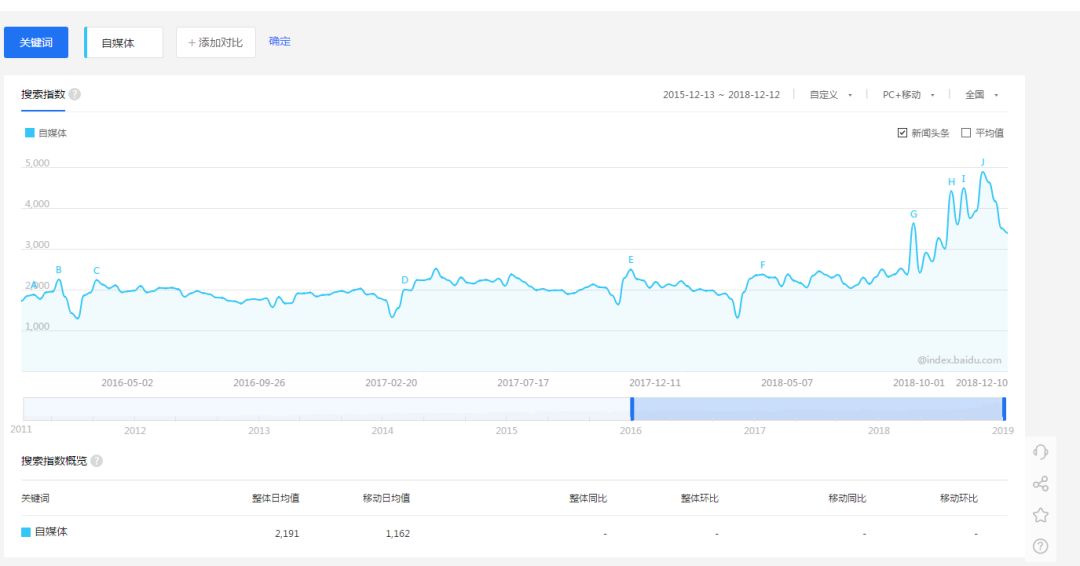 关键词 自媒体 + 添加对比 确定
搜索指数 ? 2015-12-13 ~ 2018-12-12 自定义 PC+移动 全国
自媒体 新闻头条 平均值
5,000
4,000
3,000
2,000
1,000
A B C D E F G H I J
@index.baidu.com
2016-05-02 2016-09-26 2017-02-20 2017-07-17 2017-12-11 2018-05-07 2018-10-01 2018-12-10
2011 2012 2013 2014 2015 2016 2017 2018 2019
搜索指数概览 ?
关键词 整体日均值 移动日均值 整体同比 整体环比 移动同比 移动环比
自媒体 2,191 1,162 - - - -